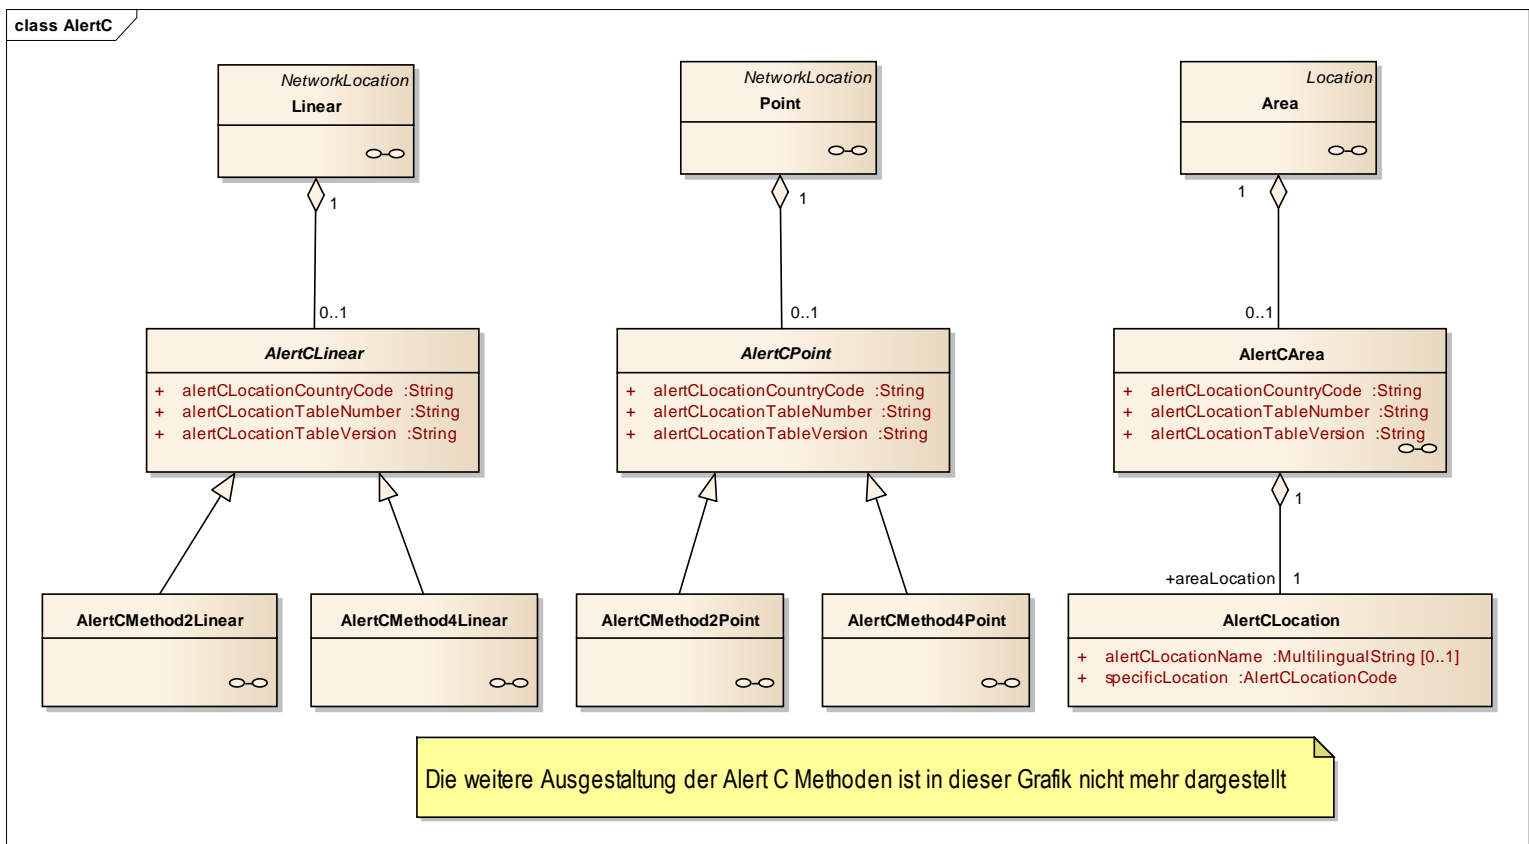 class AlertC
NetworkLocation
Linear
NetworkLocation
Point
Location
Area
1
1
1
0..1
0..1
0..1
AlertCLinear
+ alertCLocationCountryCode :String
+ alertCLocationTableNumber :String
+ alertCLocationTableVersion :String
AlertCPoint
+ alertCLocationCountryCode :String
+ alertCLocationTableNumber :String
+ alertCLocationTableVersion :String
AlertCArea
+ alertCLocationCountryCode :String
+ alertCLocationTableNumber :String
+ alertCLocationTableVersion :String
1
+areaLocation 1
AlertCMethod2Linear
AlertCMethod4Linear
AlertCMethod2Point
AlertCMethod4Point
AlertCLocation
+ alertCLocationName :MultilingualString [0..1]
+ specificLocation :AlertCLocationCode
Die weitere Ausgestaltung der Alert C Methoden ist in dieser Grafik nicht mehr dargestellt